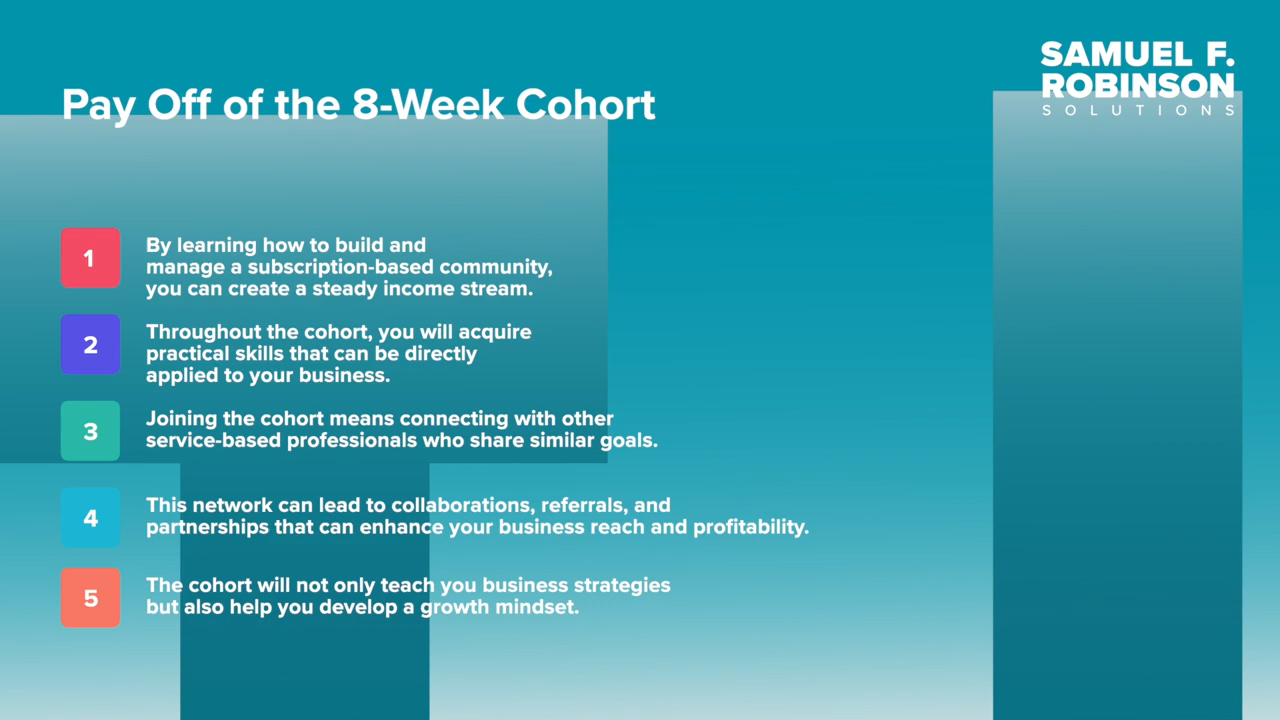 SAMUEL F.
ROBINSON
SOLUTIONS
Pay Off of the 8-Week Cohort
1
By learning how to build and
manage a subscription-based community,
you can create a steady income stream.
2
Throughout the cohort, you will acquire
practical skills that can be directly
applied to your business.
3
Joining the cohort means connecting with other
service-based professionals who share similar goals.
4
This network can lead to collaborations, referrals, and
partnerships that can enhance your business reach and profitability.
5
The cohort will not only teach you business strategies
but also help you develop a growth mindset.